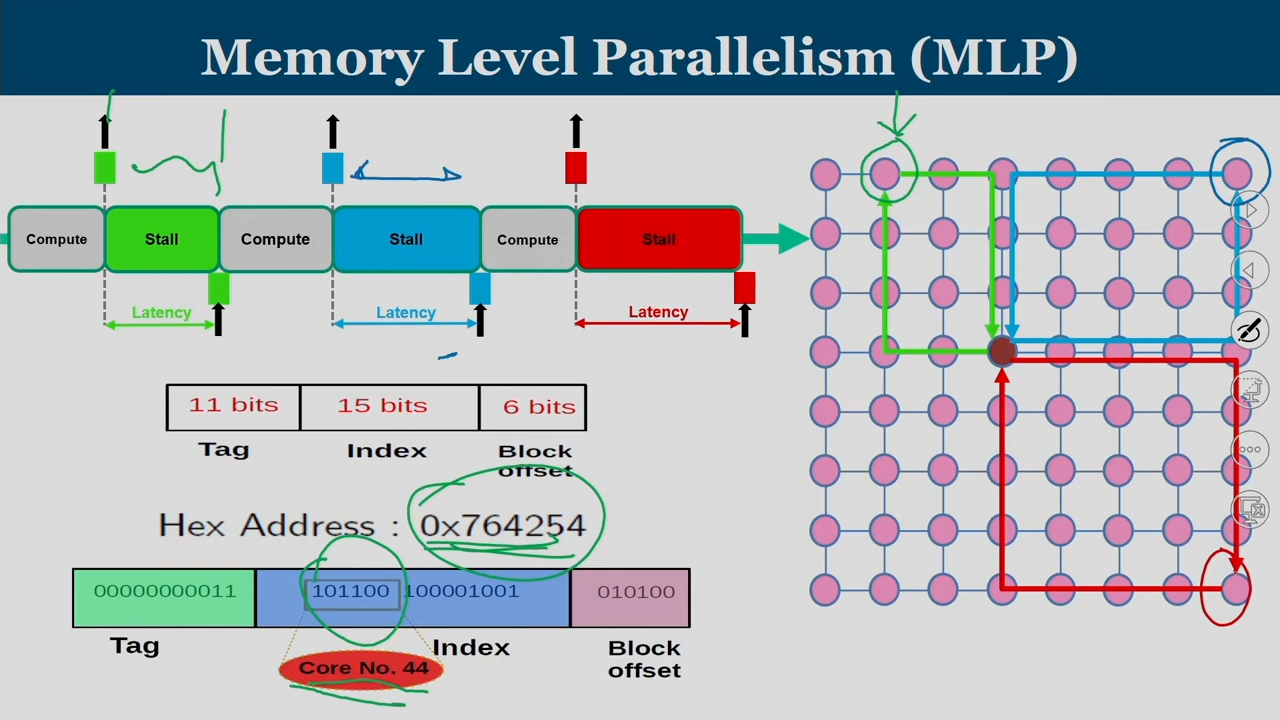 Memory Level Parallelism (MLP)
Compute Stall Compute Stall Compute Stall
Latency Latency Latency
11 bits 15 bits 6 bits
Tag Index Block offset
Hex Address : 0x764254
00000000011 101100 100001001 010100
Tag Index Block offset
Core No. 44